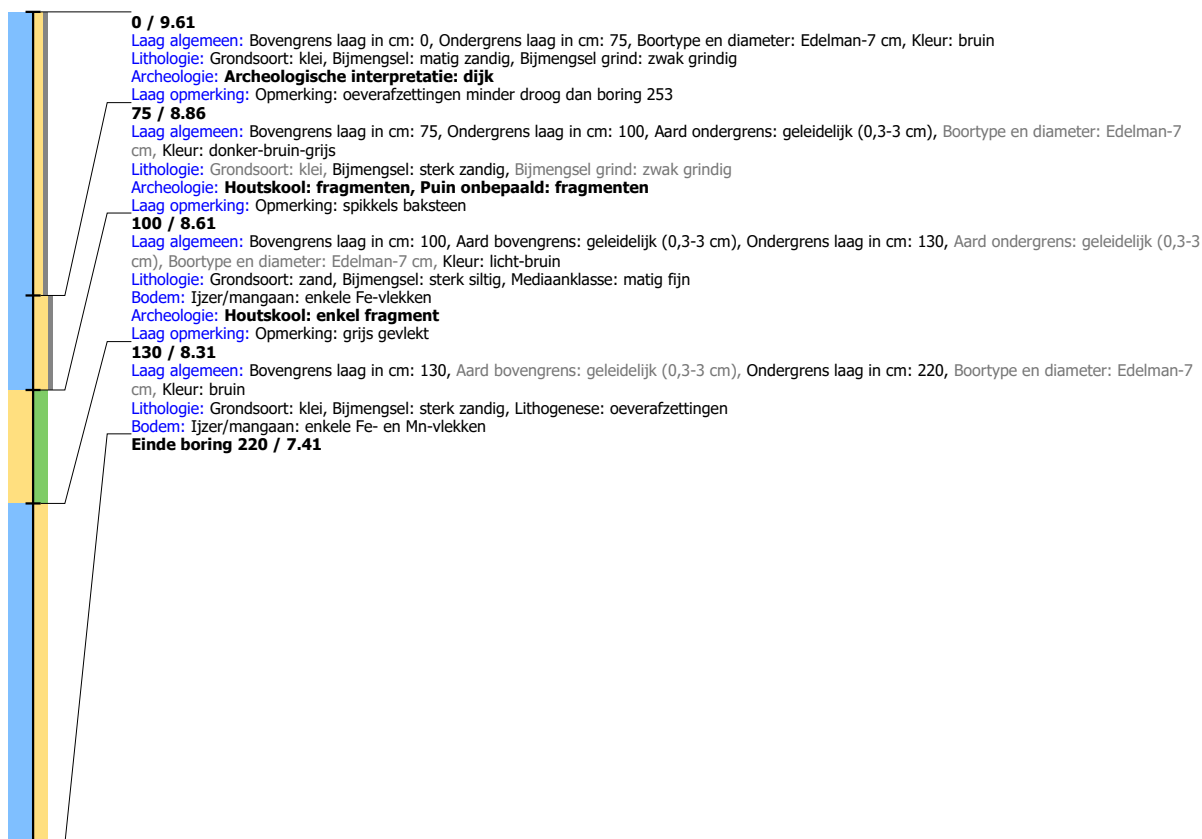 0 / 9.61
Laag algemeen: Bovengrens laag in cm: 0, Ondergrens laag in cm: 75, Boortype en diameter: Edelman-7 cm, Kleur: bruin
Lithologie: Grondsoort: klei, Bijmengsel: matig zandig, Bijmengsel grind: zwak grindig
Archeologie: Archeologische interpretatie: dijk
Laag opmerking: Opmerking: oeverafzettingen minder droog dan boring 253
75 / 8.86
Laag algemeen: Bovengrens laag in cm: 75, Ondergrens laag in cm: 100, Aard ondergrens: geleidelijk (0,3-3 cm), Boortype en diameter: Edelman-7
cm, Kleur: donker-bruin-grijs
Lithologie: Grondsoort: klei, Bijmengsel: sterk zandig, Bijmengsel grind: zwak grindig
Archeologie: Houtskool: fragmenten, Puin onbepaald: fragmenten
Laag opmerking: Opmerking: spikkels baksteen
100 / 8.61
Laag algemeen: Bovengrens laag in cm: 100, Aard bovengrens: geleidelijk (0,3-3 cm), Ondergrens laag in cm: 130, Aard ondergrens: geleidelijk (0,3-3
cm), Boortype en diameter: Edelman-7 cm, Kleur: licht-bruin
Lithologie: Grondsoort: zand, Bijmengsel: sterk siltig, Mediaanklasse: matig fijn
Bodem: Ijzer/mangaan: enkele Fe-vlekken
Archeologie: Houtskool: enkel fragment
Laag opmerking: Opmerking: grijs gevlekt
130 / 8.31
Laag algemeen: Bovengrens laag in cm: 130, Aard bovengrens: geleidelijk (0,3-3 cm), Ondergrens laag in cm: 220, Boortype en diameter: Edelman-7
cm, Kleur: bruin
Lithologie: Grondsoort: klei, Bijmengsel: sterk zandig, Lithogenese: oeverafzettingen
Bodem: Ijzer/mangaan: enkele Fe- en Mn-vlekken
Einde boring 220 / 7.41